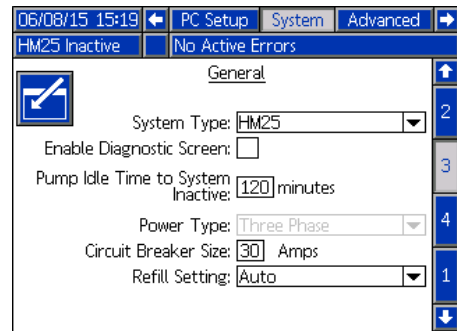 06/08/15 15:19 PC Setup System Advanced
HM25 Inactive No Active Errors
General
2
System Type: HM25
Enable Diagnostic Screen:
3
Pump Idle Time to System
Inactive: 120 minutes
Power Type: Three Phase
4
Circuit Breaker Size: 30 Amps
Refill Setting: Auto
1